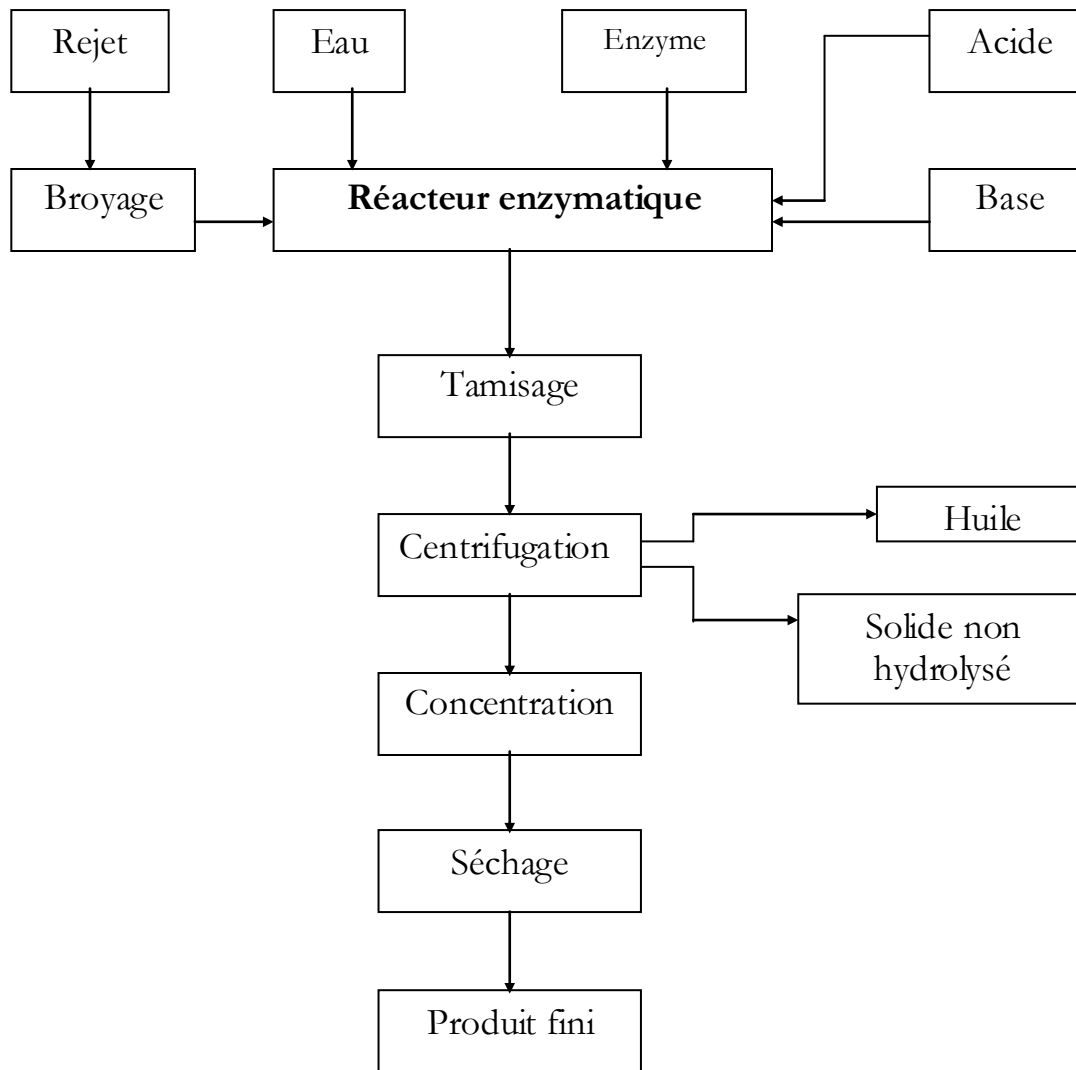 Rejet
Eau
Enzyme
Acide
Broyage
Réacteur enzymatique
Base
Tamisage
Centrifugation
Huile
Solide non
hydrolysé
Concentration
Séchage
Produit fini